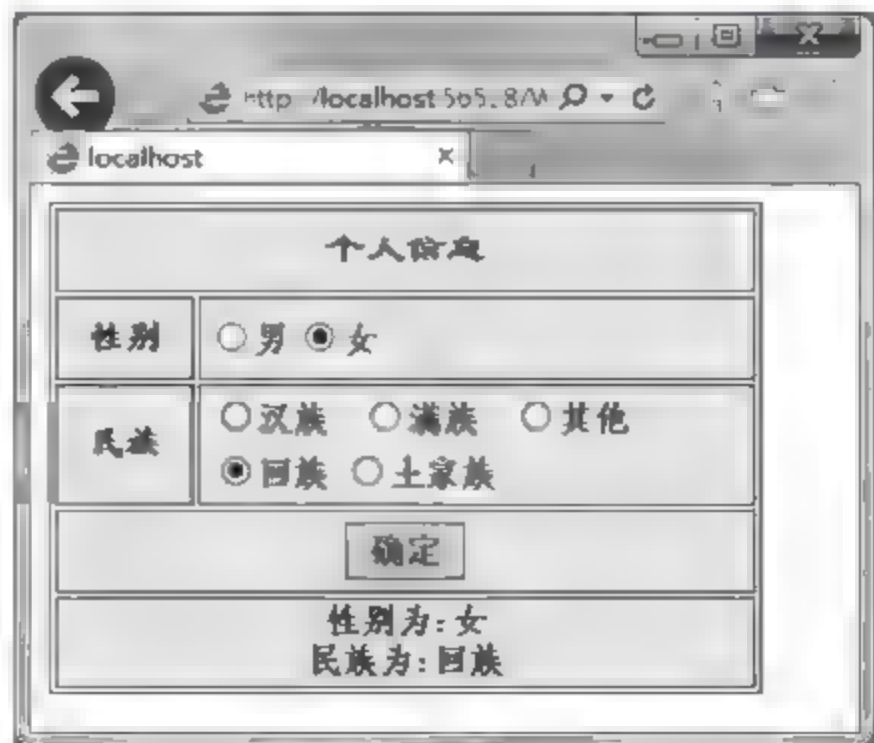 localhost
localhost
个人信息
性别 男 女
民族 汉族 满族 其他
回族 土家族
确定
性别为:女
民族为:回族